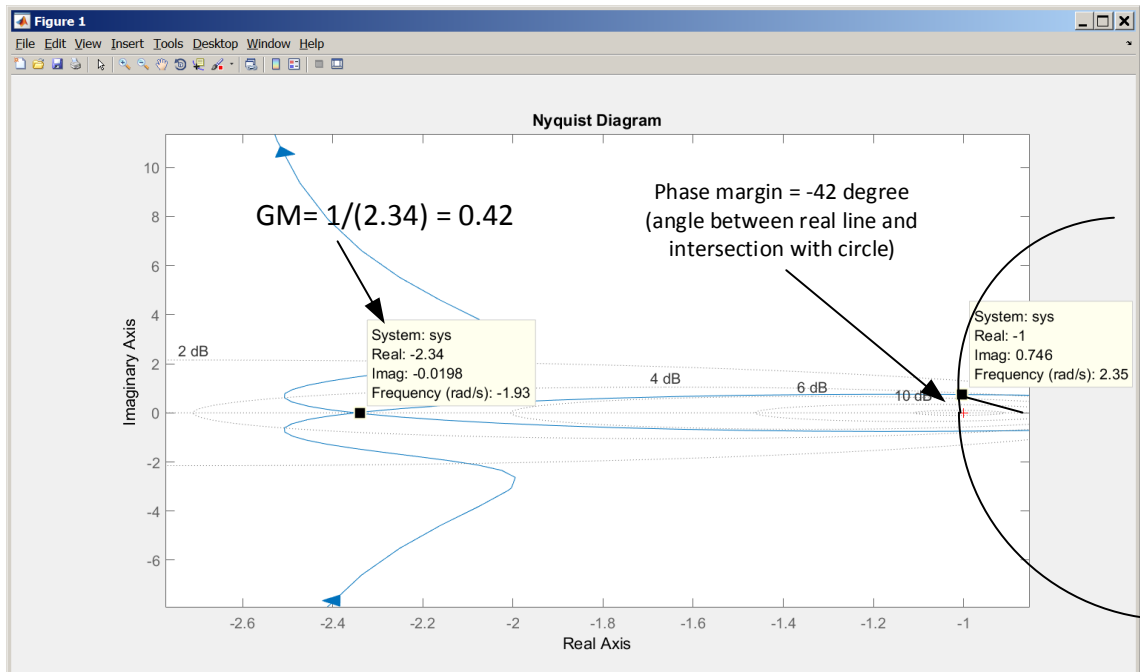 Figure 1
File Edit View Insert Tools Desktop Window Help
Nyquist Diagram
Phase margin = -42 degree
(angle between real line and
intersection with circle)
GM= 1/(2.34) = 0.42
System: sys
Real: -2.34
Imag: -0.0198
Frequency (rad/s): -1.93
System: sys
Real: -1
Imag: 0.746
Frequency (rad/s): 2.35
2 dB
4 dB
6 dB
10 dB
Imaginary Axis
10
8
6
4
2
0
-2
-4
-6
-2.6
-2.4
-2.2
-2
-1.8
-1.6
-1.4
-1.2
-1
Real Axis